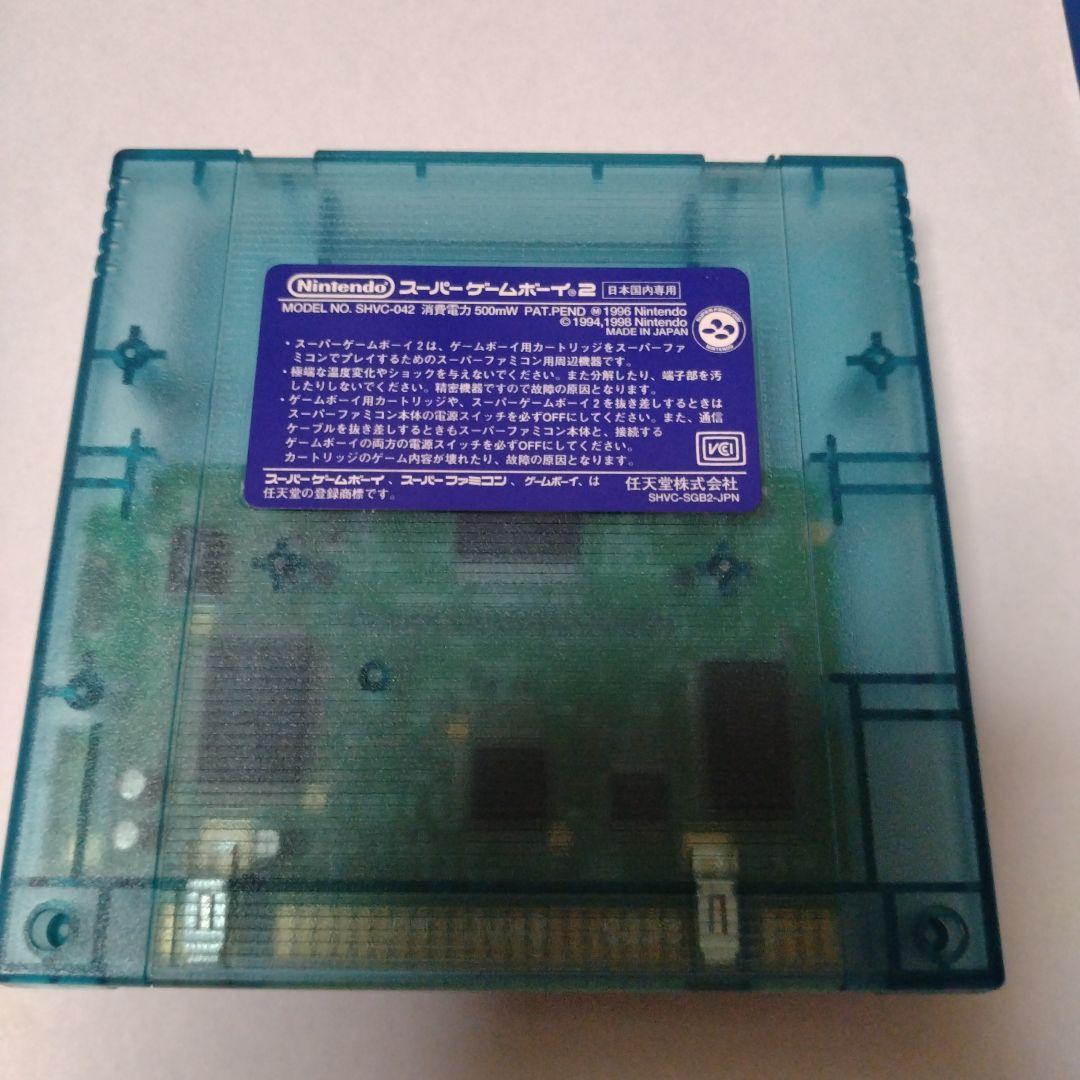 Nintendo スーパーゲームボーイ®2 日本国内専用
MODEL NO. SHVC-042 消費電力 500mW PAT.PEND Ⓜ 1996 Nintendo
© 1994,1998 Nintendo
MADE IN JAPAN
SUPER FAMICOM
NINTENDO
・スーパーゲームボーイ2は、ゲームボーイ用カートリッジをスーパーファ
ミコンでプレイするためのスーパーファミコン用周辺機器です。
・極端な温度変化やショックを与えないでください。また分解したり、端子部を汚
したりしないでください。精密機器ですので故障の原因となります。
・ゲームボーイ用カートリッジや、スーパーゲームボーイ2を抜き差しするときは
スーパーファミコン本体の電源スイッチを必ずOFFにしてください。また、通信
ケーブルを抜き差しするときもスーパーファミコン本体と、接続する
ゲームボーイの両方の電源スイッチを必ずOFFにしてください。
カートリッジのゲーム内容が壊れたり、故障の原因となります。
VCCI
スーパーゲームボーイ、スーパーファミコン、ゲームボーイ、は
任天堂の登録商標です。
任天堂株式会社
SHVC-SGB2-JPN